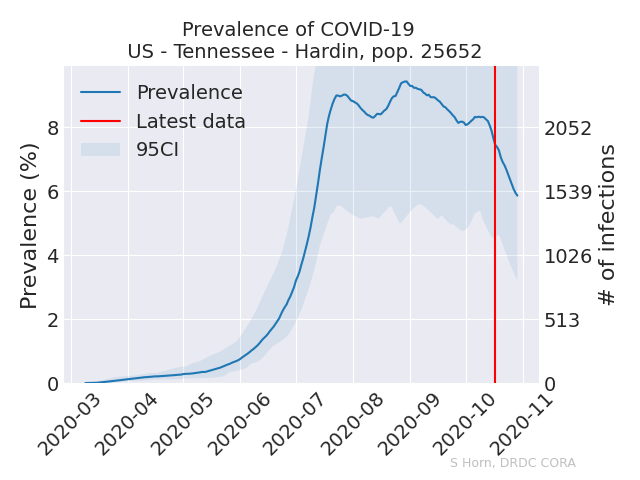 Prevalence of COVID-19
US - Tennessee - Hardin, pop. 25652
Prevalence
Latest data
95CI
Prevalence (%)
8
6
4
2
0
2052
1539
1026
513
0
# of infections
2020-03
2020-04
2020-05
2020-06
2020-07
2020-08
2020-09
2020-10
2020-11
S Horn, DRDC CORA